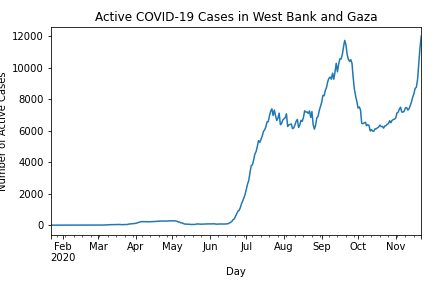 Active COVID-19 Cases in West Bank and Gaza
Number of Active Cases
12000
10000
8000
6000
4000
2000
0
Feb Mar Apr May Jun Jul Aug Sep Oct Nov
2020
Day